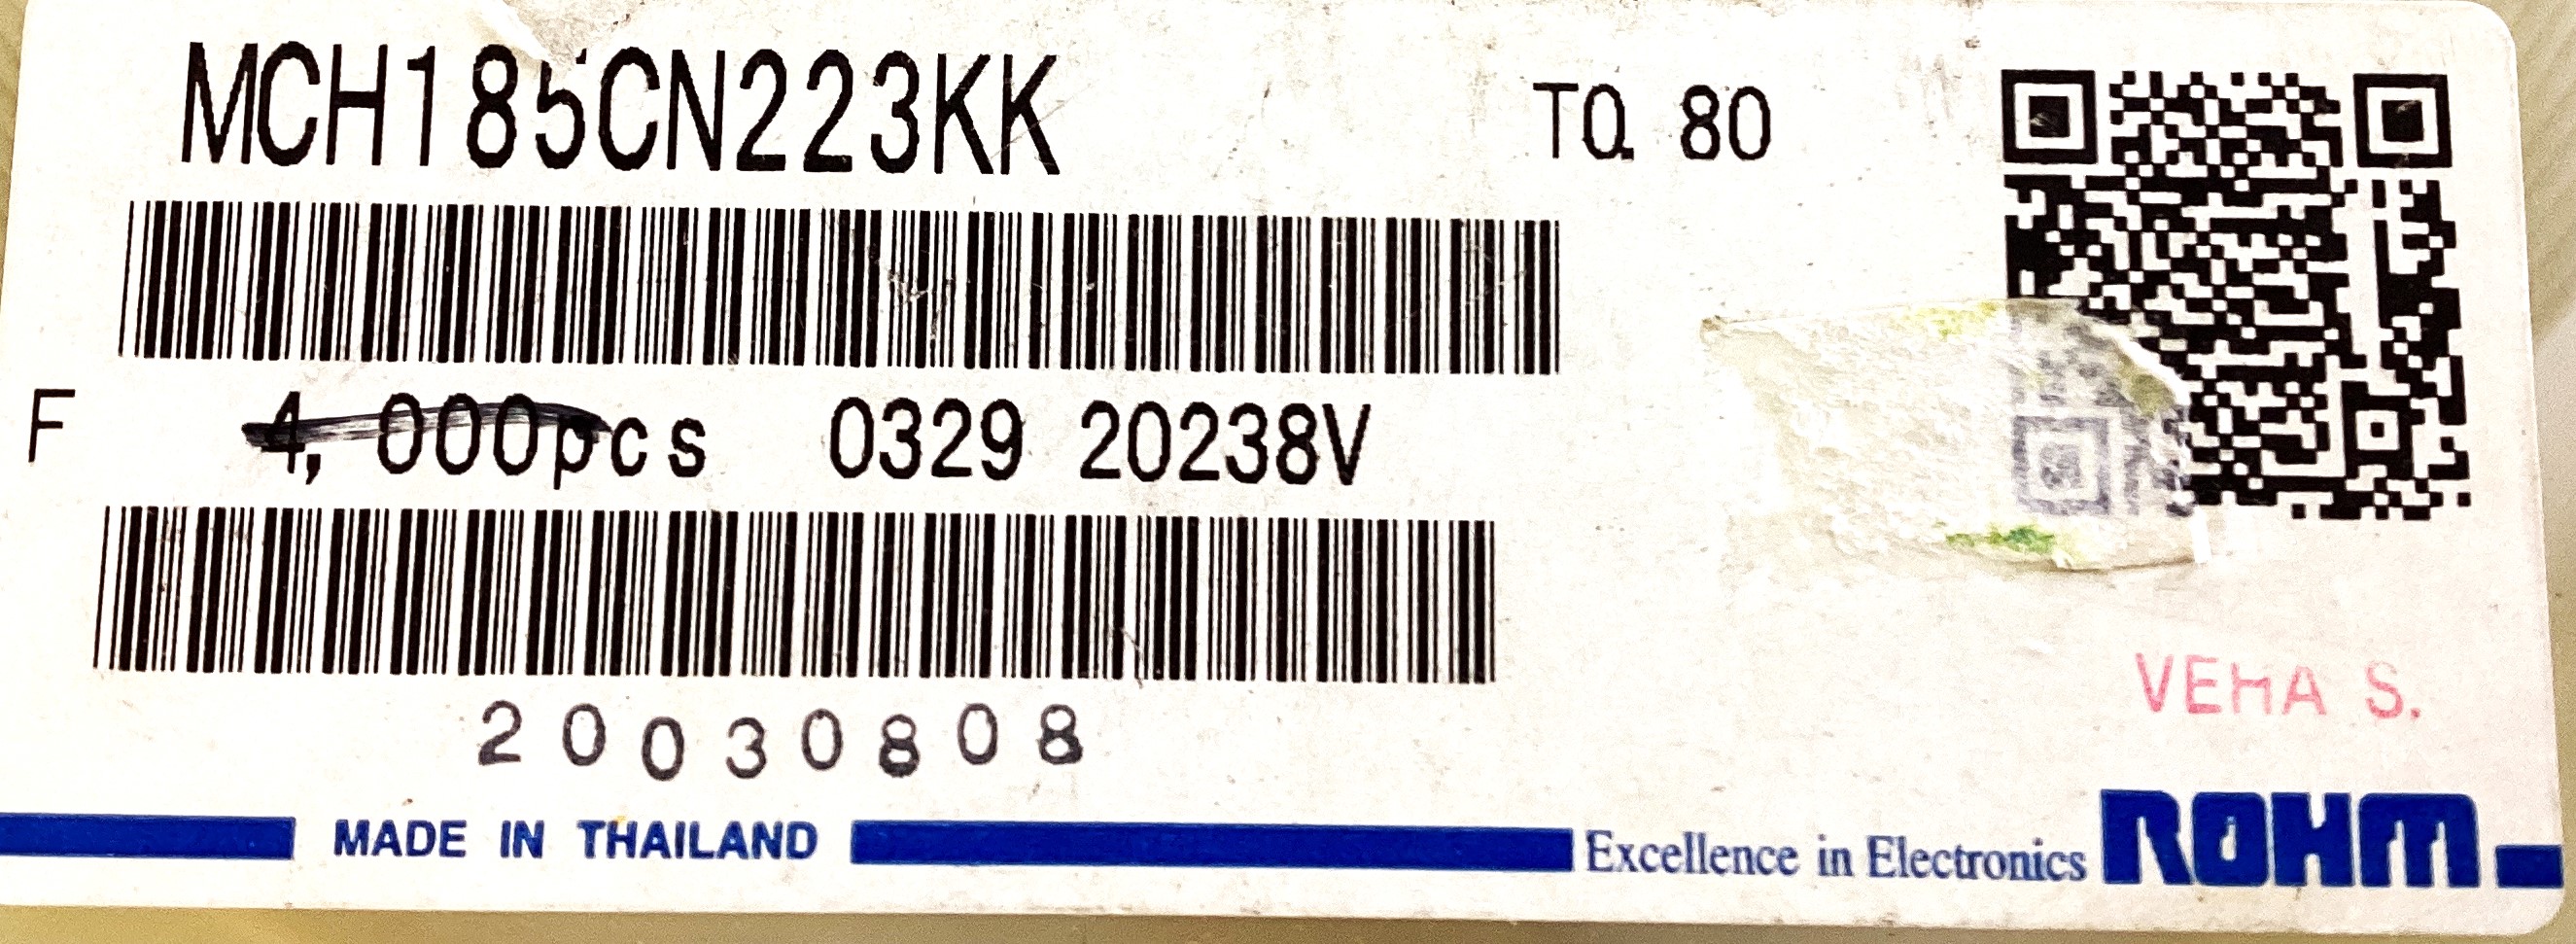 MCH185CN223KK TQ. 80
F 4,000pcs 0329 20238V
20030808
VEHA S.
MADE IN THAILAND Excellence in Electronics ROHM